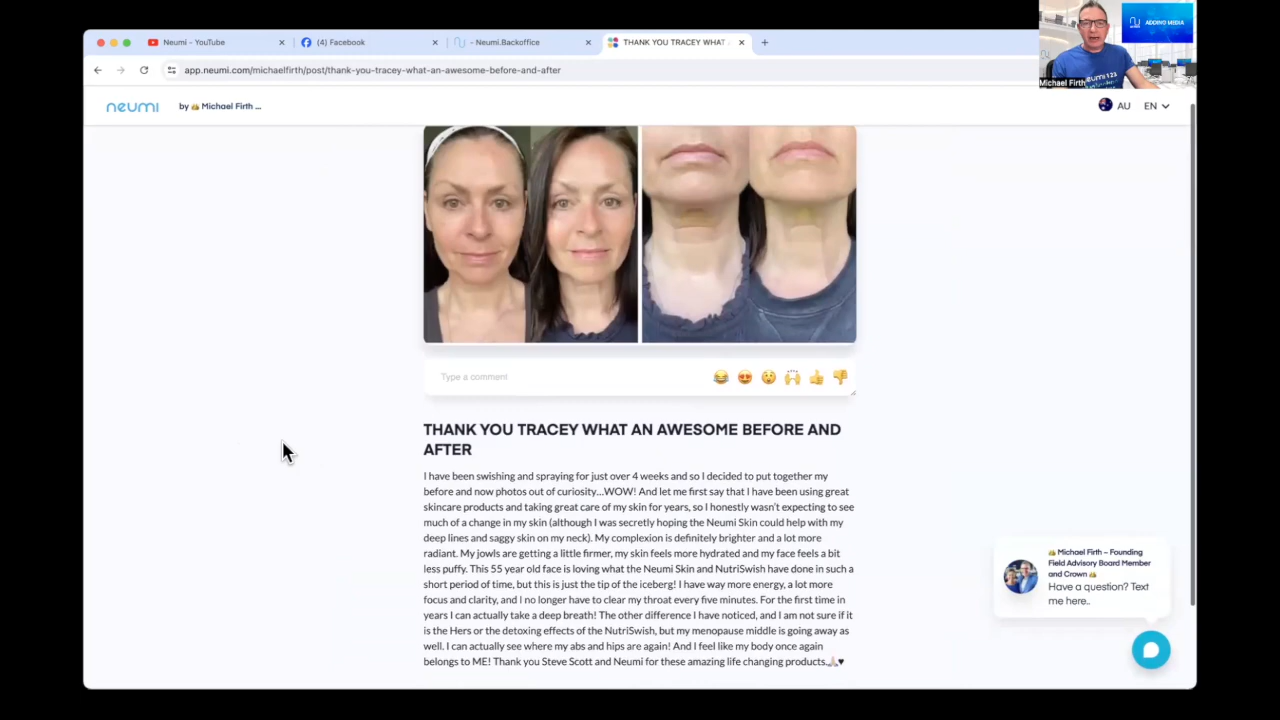 ADDING MEDIA
Michael Firth
Neumi - YouTube
(4) Facebook
- Neumi.Backoffice
THANK YOU TRACEY WHAT
app.neumi.com/michaelfirth/post/thank-you-tracey-what-an-awesome-before-and-after
neumi
by Michael Firth ...
AU EN
Type a comment
THANK YOU TRACEY WHAT AN AWESOME BEFORE AND
AFTER
I have been swishing and spraying for just over 4 weeks and so I decided to put together my
before and now photos out of curiosity...WOW! And let me first say that I have been using great
skincare products and taking great care of my skin for years, so I honestly wasn't expecting to see
much of a change in my skin (although I was secretly hoping the Neumi Skin could help with my
deep lines and saggy skin on my neck). My complexion is definitely brighter and a lot more
radiant. My jowls are getting a little firmer, my skin feels more hydrated and my face feels a bit
less puffy. This 55 year old face is loving what the Neumi Skin and NutriSwish have done in such a
short period of time, but this is just the tip of the iceberg! I have way more energy, a lot more
focus and clarity, and I no longer have to clear my throat every five minutes. For the first time in
years I can actually take a deep breath! The other difference I have noticed, and I am not sure if it
is the Hers or the detoxing effects of the NutriSwish, but my menopause middle is going away as
well. I can actually see where my abs and hips are again! And I feel like my body once again
belongs to ME! Thank you Steve Scott and Neumi for these amazing life changing products.🙏🏻♥
Michael Firth – Founding
Field Advisory Board Member
and Crown
Have a question? Text
me here..